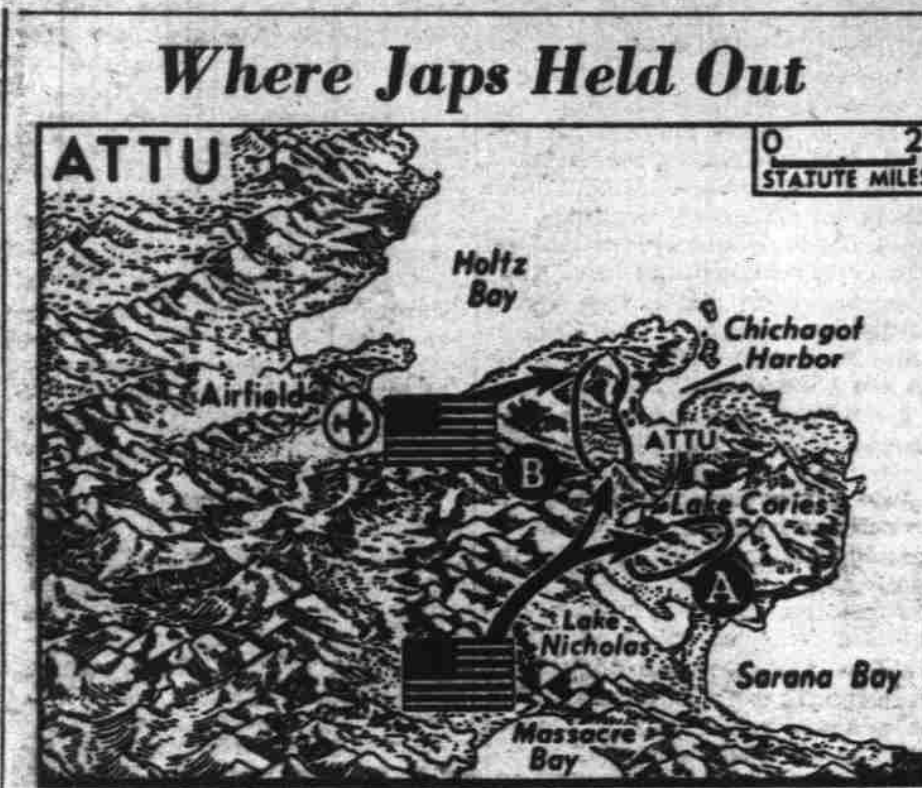 Where Japs Held Out
ATTU
0 2
STATUTE MILES
Holtz
Bay
Chichagof
Harbor
Airfield
ATTU
B
Lake Cories
A
Lake
Nicholas
Sarana Bay
Massacre
Bay